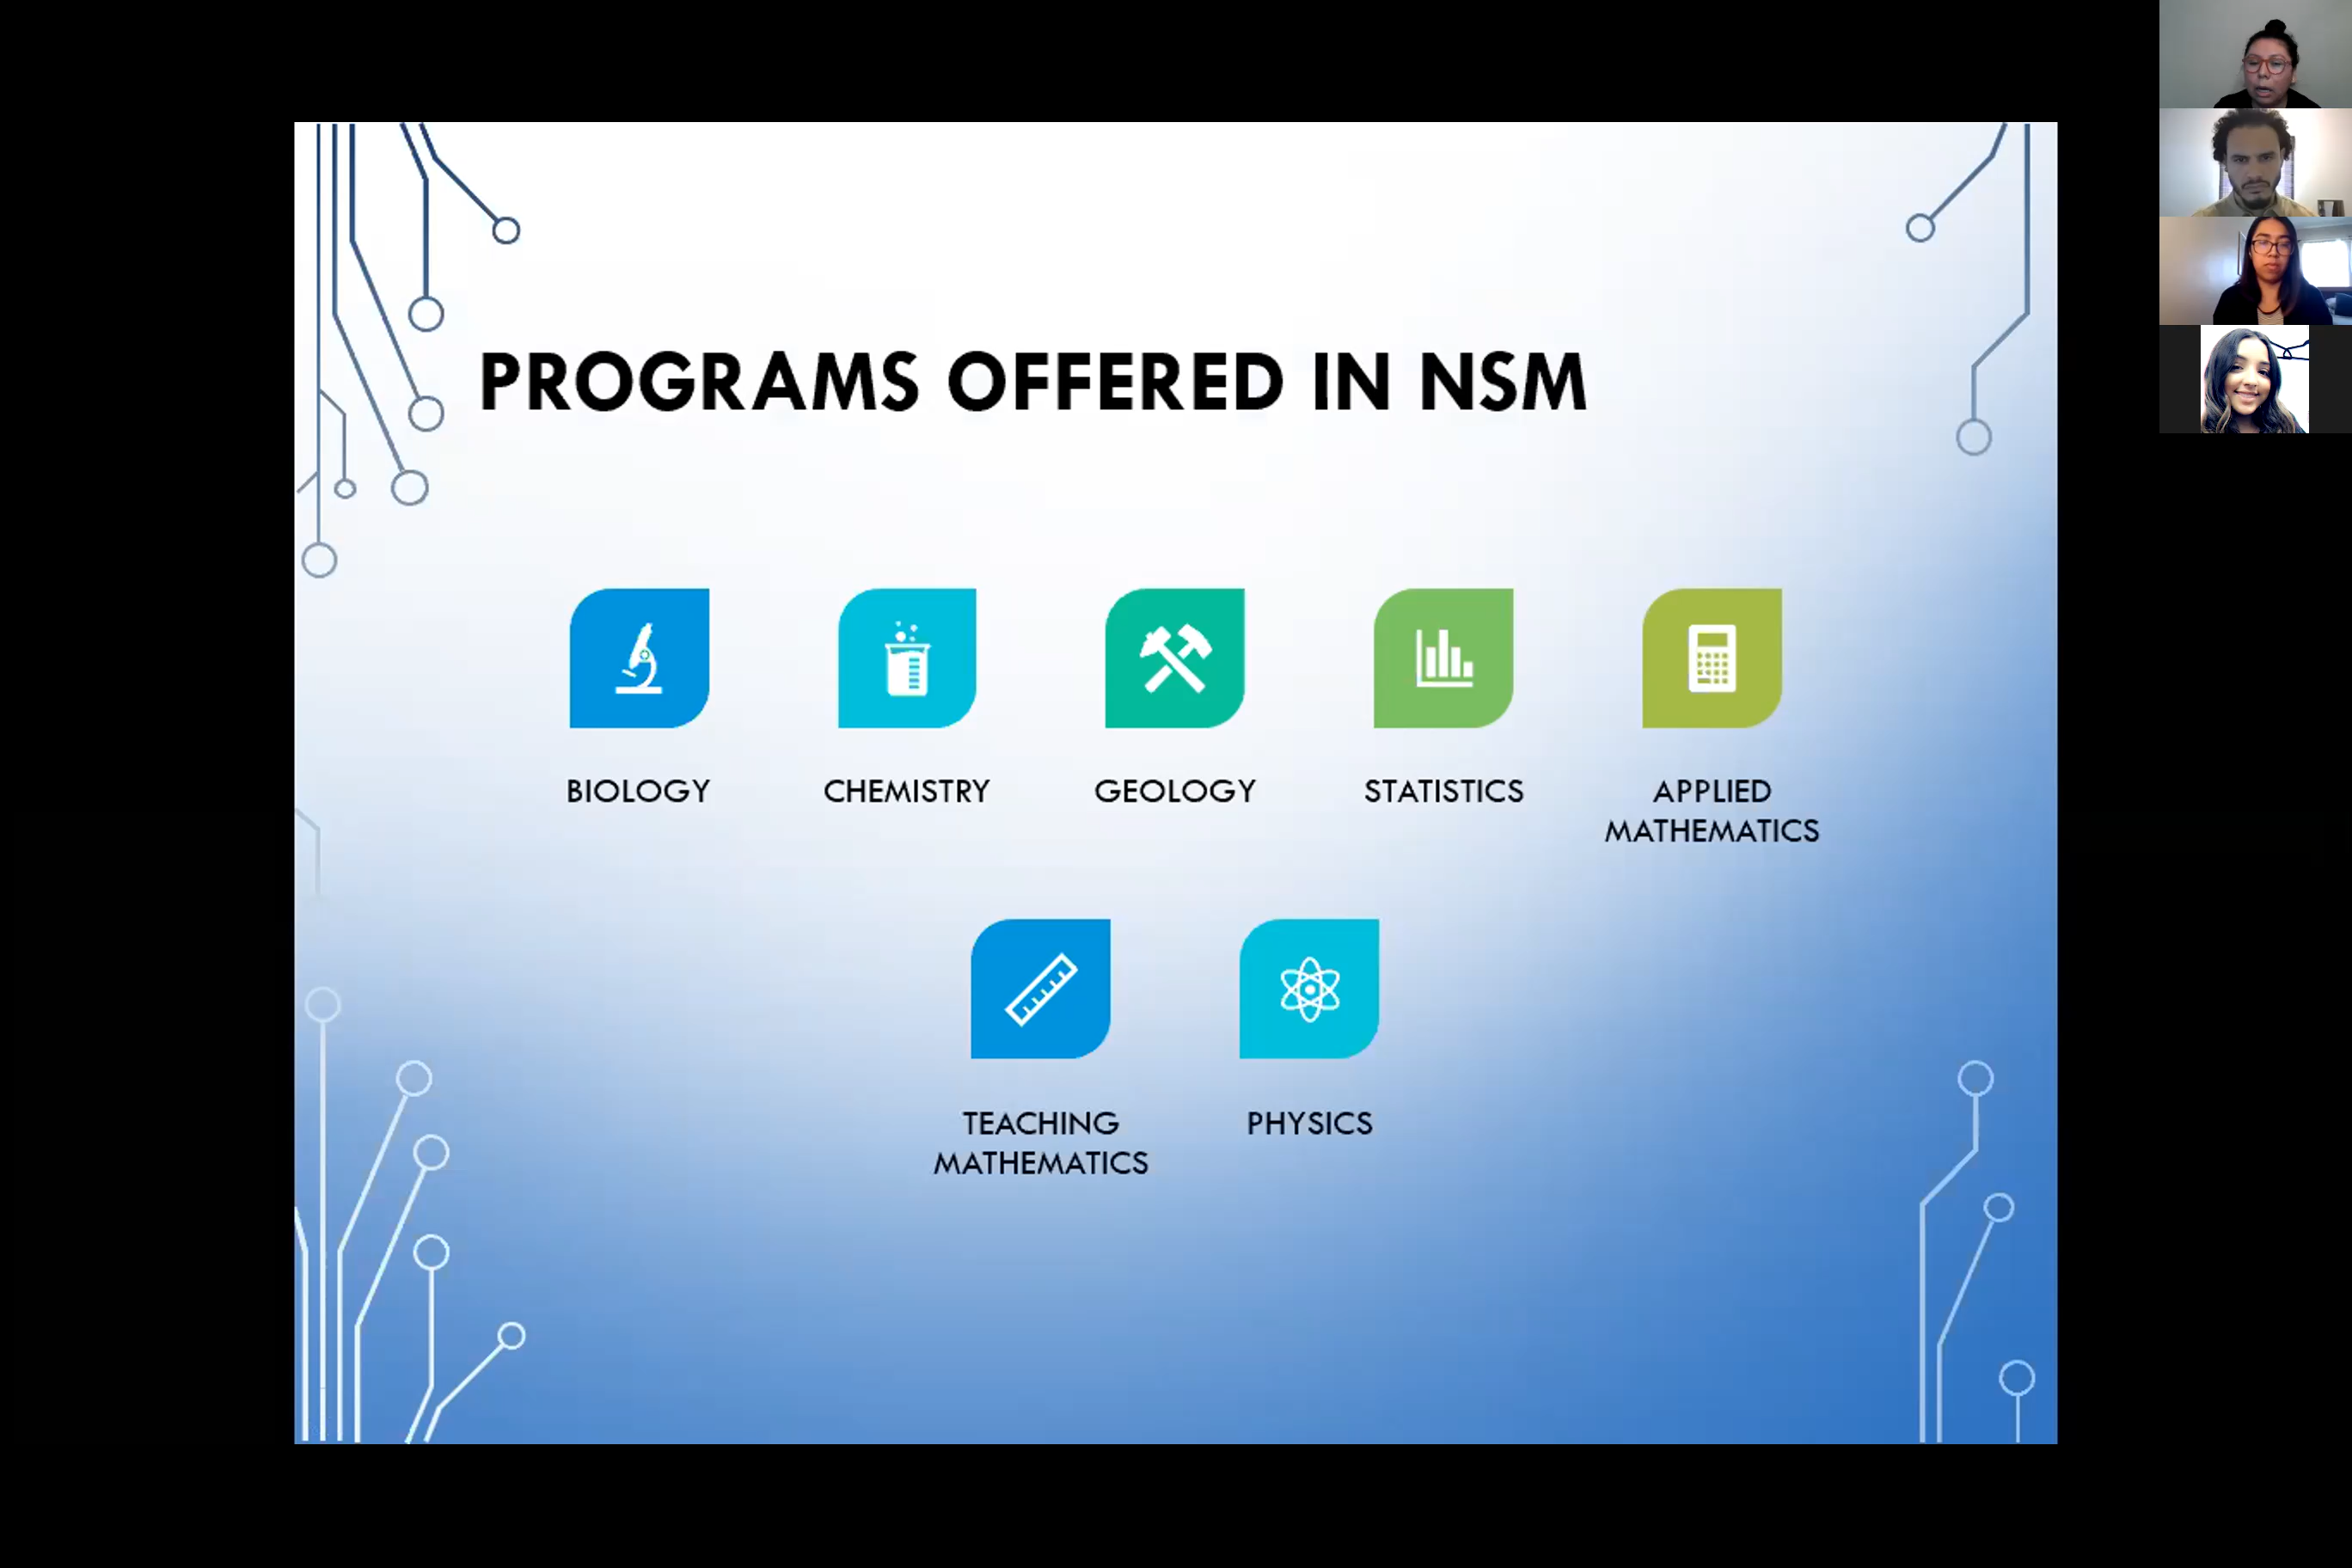 PROGRAMS OFFERED IN NSM
BIOLOGY
CHEMISTRY
GEOLOGY
STATISTICS
APPLIED
MATHEMATICS
TEACHING
MATHEMATICS
PHYSICS